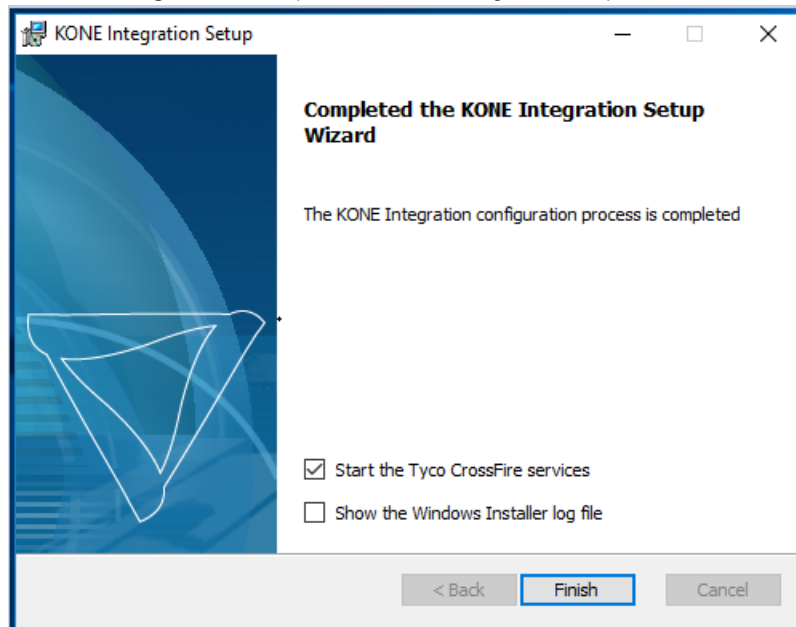 KONE Integration Setup
Completed the KONE Integration Setup
Wizard
The KONE Integration configuration process is completed
Start the Tyco CrossFire services
Show the Windows Installer log file
< Back Finish Cancel